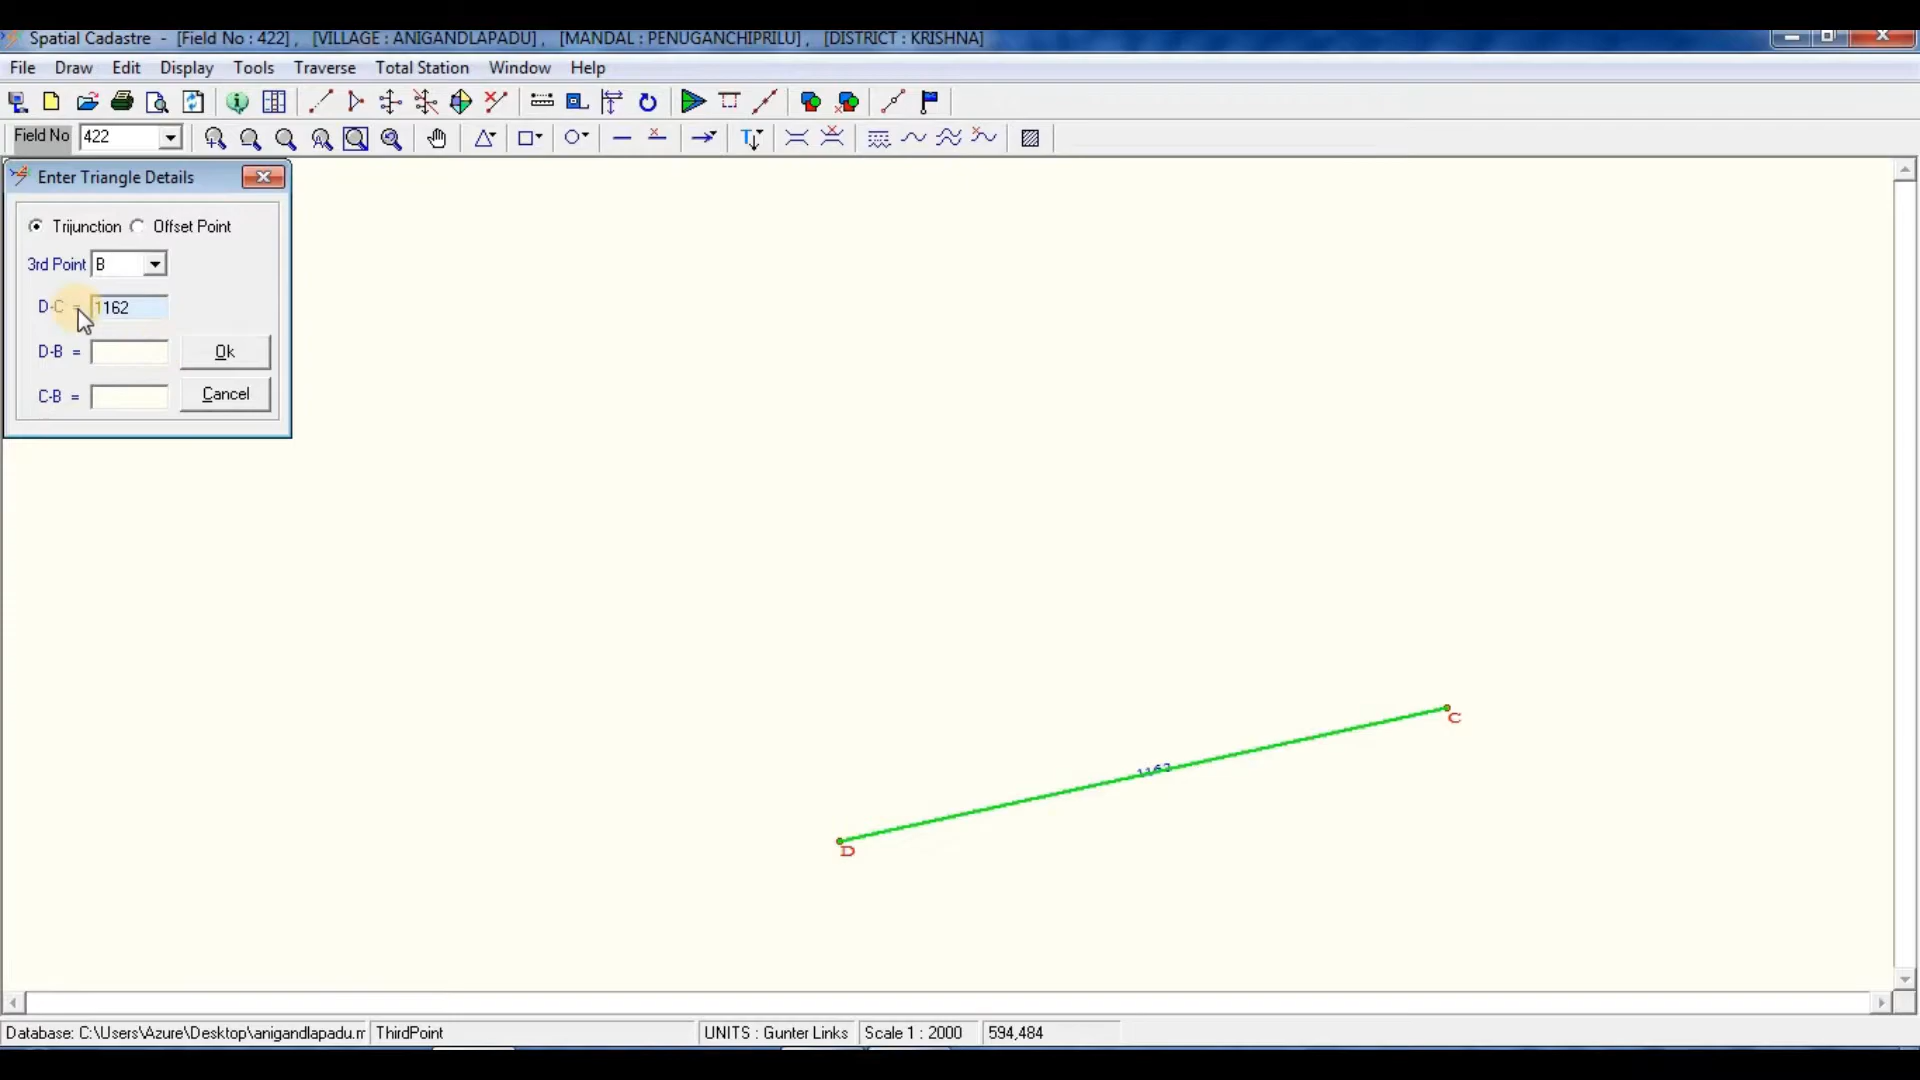 Spatial Cadastre - [Field No : 422] , [VILLAGE : ANIGANDLAPADU] , [MANDAL : PENUGANCHIPRILU] , [DISTRICT : KRISHNA]
File Draw Edit Display Tools Traverse Total Station Window Help
Field No 422
Enter Triangle Details
Trijunction Offset Point
3rd Point B
D-C = 1162
D-B = Ok
C-B = Cancel
C
1162
D
Database: C:\Users\Azure\Desktop\anigandlapadu.m ThirdPoint UNITS : Gunter Links Scale 1 : 2000 594,484